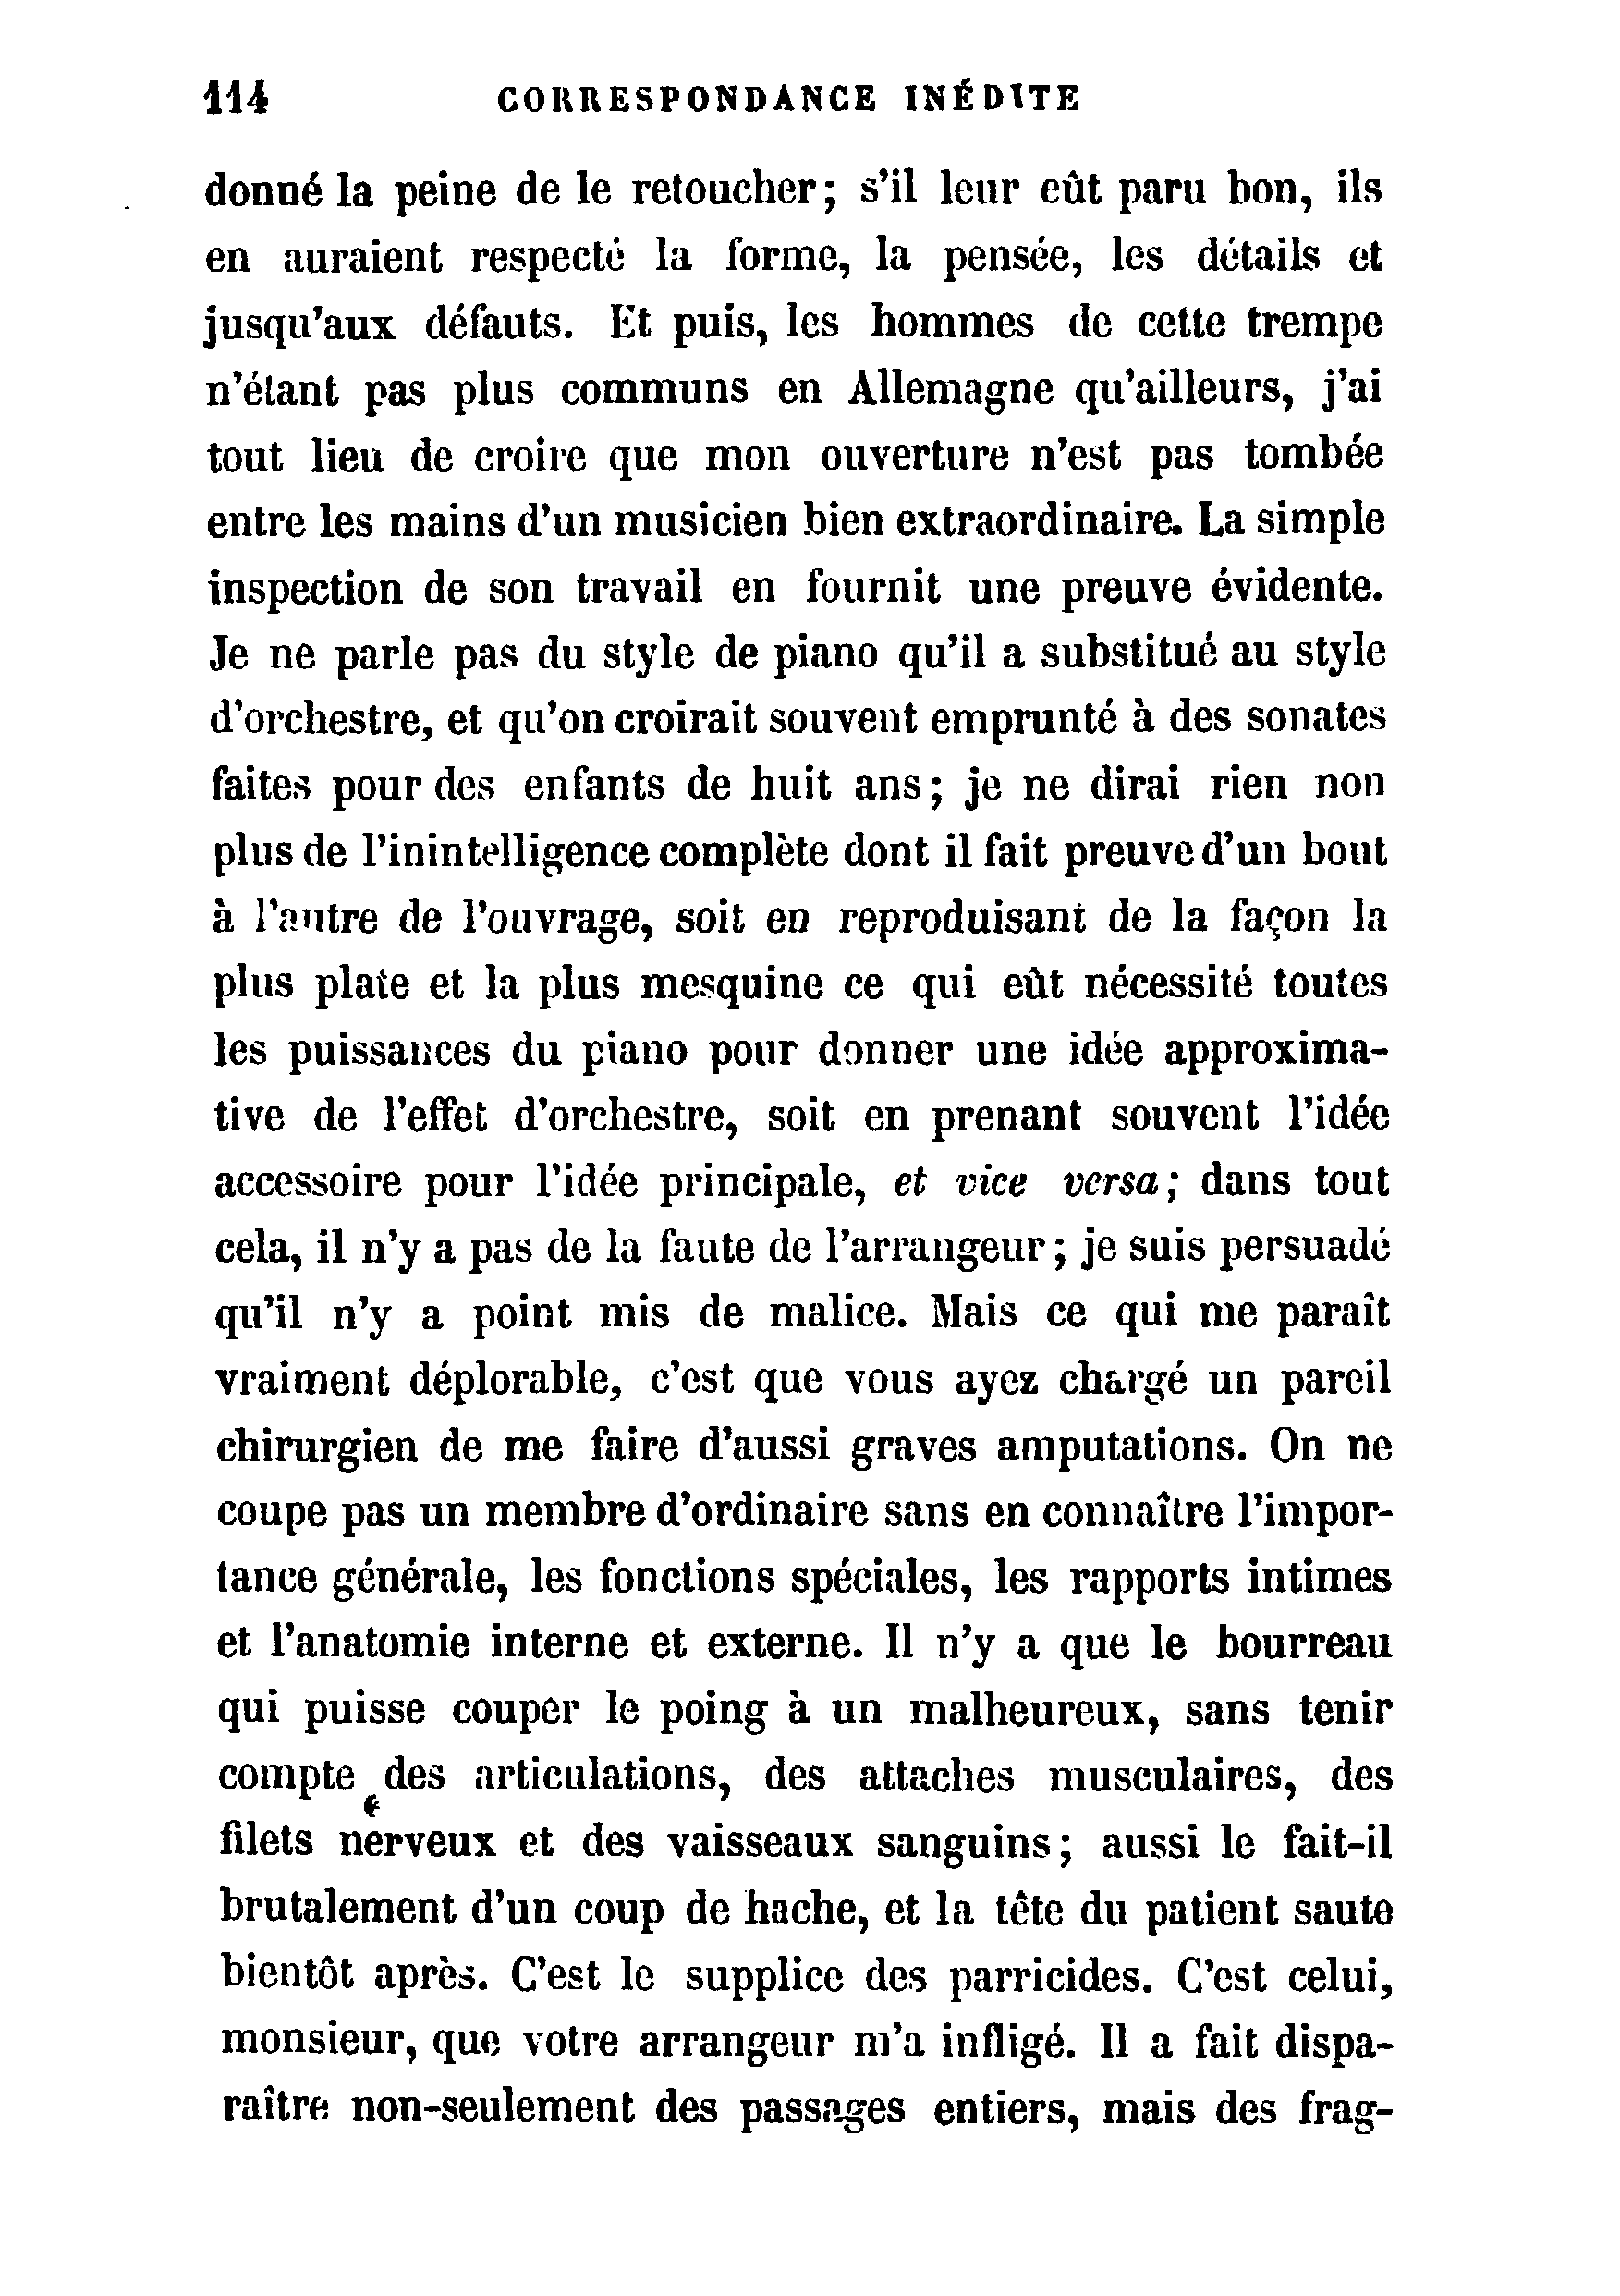 114 CORRESPONDANCE INÉDITE
donné la peine de le retoucher; s'il leur eût paru bon, ils
en auraient respecté la forme, la pensée, les détails et
jusqu'aux défauts. Et puis, les hommes de cette trempe
n'étant pas plus communs en Allemagne qu'ailleurs, j'ai
tout lieu de croire que mon ouverture n'est pas tombée
entre les mains d'un musicien bien extraordinaire. La simple
inspection de son travail en fournit une preuve évidente.
Je ne parle pas du style de piano qu'il a substitué au style
d'orchestre, et qu'on croirait souvent emprunté à des sonates
faites pour des enfants de huit ans; je ne dirai rien non
plus de l'inintelligence complète dont il fait preuve d'un bout
à l'autre de l'ouvrage, soit en reproduisant de la façon la
plus plate et la plus mesquine ce qui eût nécessité toutes
les puissances du piano pour donner une idée approxima-
tive de l'effet d'orchestre, soit en prenant souvent l'idée
accessoire pour l'idée principale, et vice versa; dans tout
cela, il n'y a pas de la faute de l'arrangeur; je suis persuadé
qu'il n'y a point mis de malice. Mais ce qui me paraît
vraiment déplorable, c'est que vous ayez chargé un pareil
chirurgien de me faire d'aussi graves amputations. On ne
coupe pas un membre d'ordinaire sans en connaître l'impor-
tance générale, les fonctions spéciales, les rapports intimes
et l'anatomie interne et externe. Il n'y a que le bourreau
qui puisse couper le poing à un malheureux, sans tenir
compte des articulations, des attaches musculaires, des
filets nerveux et des vaisseaux sanguins; aussi le fait-il
brutalement d'un coup de hache, et la tête du patient saute
bientôt après. C'est le supplice des parricides. C'est celui,
monsieur, que votre arrangeur m'a infligé. Il a fait dispa-
raître non-seulement des passages entiers, mais des frag-